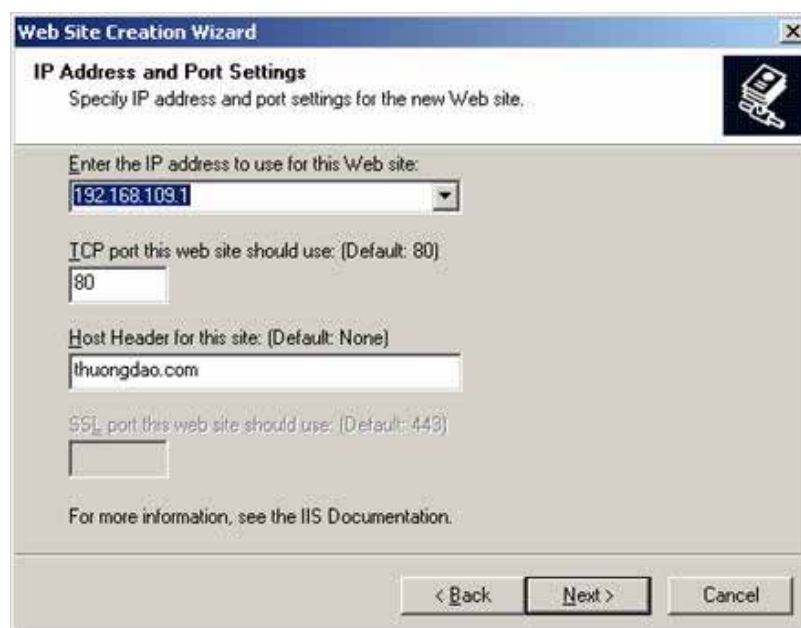 Web Site Creation Wizard
IP Address and Port Settings
Specify IP address and port settings for the new Web site.
Enter the IP address to use for this Web site:
192.168.109.1
TCP port this web site should use: (Default: 80)
80
Host Header for this site: (Default: None)
thuongdao.com
SSL port this web site should use: (Default: 443)
For more information, see the IIS Documentation.
< Back Next > Cancel